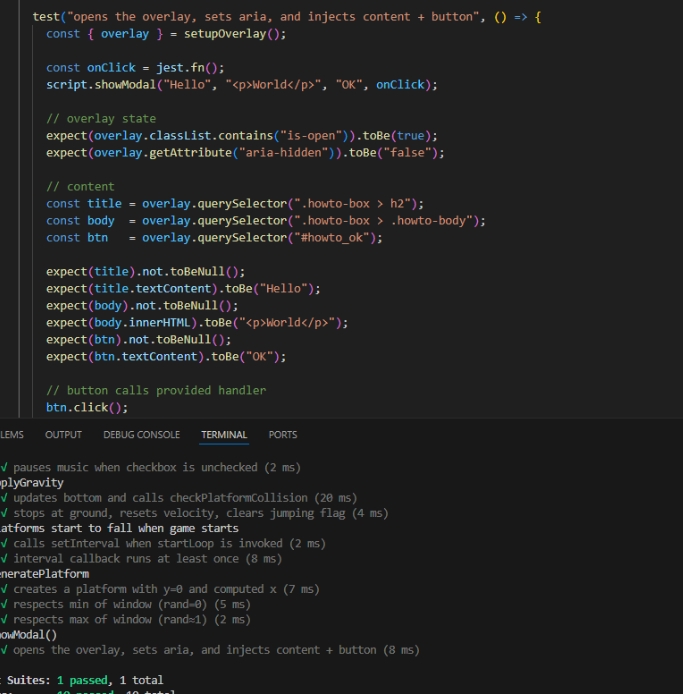 test("opens the overlay, sets aria, and injects content + button", () => {
const { overlay } = setupOverlay();
const onClick = jest.fn();
script.showModal("Hello", "<p>World</p>", "OK", onClick);
// overlay state
expect(overlay.classList.contains("is-open")).toBe(true);
expect(overlay.getAttribute("aria-hidden")).toBe("false");
// content
const title = overlay.querySelector(".howto-box > h2");
const body  = overlay.querySelector(".howto-box > .howto-body");
const btn   = overlay.querySelector("#howto_ok");
expect(title).not.toBeNull();
expect(title.textContent).toBe("Hello");
expect(body).not.toBeNull();
expect(body.innerHTML).toBe("<p>World</p>");
expect(btn).not.toBeNull();
expect(btn.textContent).toBe("OK");
// button calls provided handler
btn.click();
LEMS OUTPUT DEBUG CONSOLE TERMINAL PORTS
√ pauses music when checkbox is unchecked (2 ms)
plyGravity
√ updates bottom and calls checkPlatformCollision (20 ms)
√ stops at ground, resets velocity, clears jumping flag (4 ms)
atforms start to fall when game starts
√ calls setInterval when startLoop is invoked (2 ms)
√ interval callback runs at least once (8 ms)
neratePlatform
√ creates a platform with y=0 and computed x (7 ms)
√ respects min of window (rand=0) (5 ms)
√ respects max of window (rand≈1) (2 ms)
owModal()
√ opens the overlay, sets aria, and injects content + button (8 ms)
Suites: 1 passed, 1 total